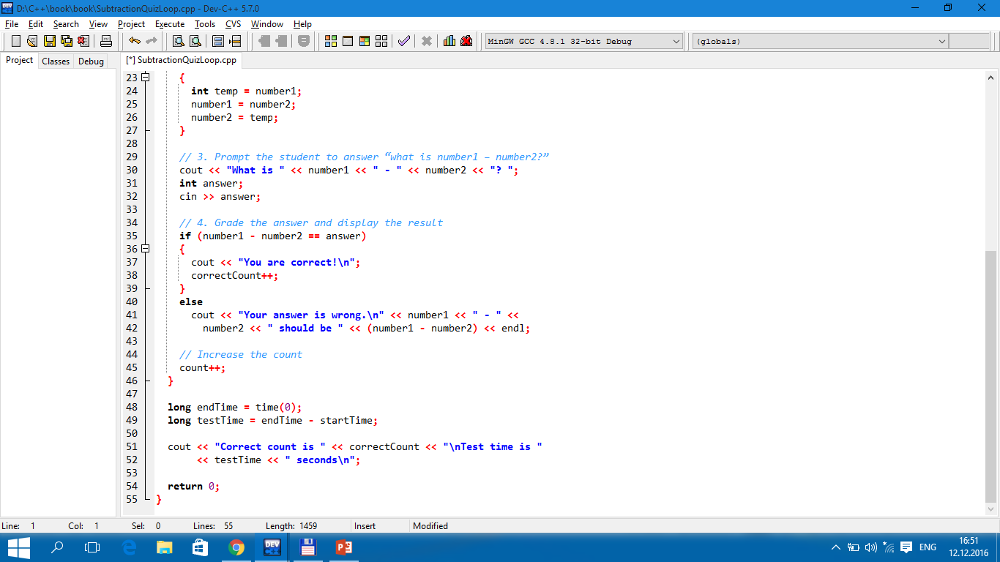 D:\C++\book\book\SubtractionQuizLoop.cpp - Dev-C++ 5.7.0
File Edit Search View Project Execute Tools CVS Window Help
MinGW GCC 4.8.1 32-bit Debug (globals)
Project Classes Debug [*] SubtractionQuizLoop.cpp
23 {
24 int temp = number1;
25 number1 = number2;
26 number2 = temp;
27 }
28
29 // 3. Prompt the student to answer “what is number1 – number2?”
30 cout << "What is " << number1 << " - " << number2 << "? ";
31 int answer;
32 cin >> answer;
33
34 // 4. Grade the answer and display the result
35 if (number1 - number2 == answer)
36 {
37 cout << "You are correct!\n";
38 correctCount++;
39 }
40 else
41 cout << "Your answer is wrong.\n" << number1 << " - " <<
42 number2 << " should be " << (number1 - number2) << endl;
43
44 // Increase the count
45 count++;
46 }
47
48 long endTime = time(0);
49 long testTime = endTime - startTime;
50
51 cout << "Correct count is " << correctCount << "\nTest time is "
52 << testTime << " seconds\n";
53
54 return 0;
55 }
Line: 1 Col: 1 Sel: 0 Lines: 55 Length: 1459 Insert Modified
DEV C++
ENG
16:51
12.12.2016